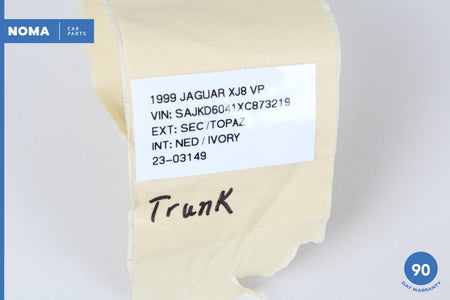 NOMA CAR PARTS
1999 JAGUAR XJ8 VP
VIN: SAJKD6041XC873219
EXT: SEC /TOPAZ
INT: NED / IVORY
23-03149
Trunk
90
DAY WARRANTY